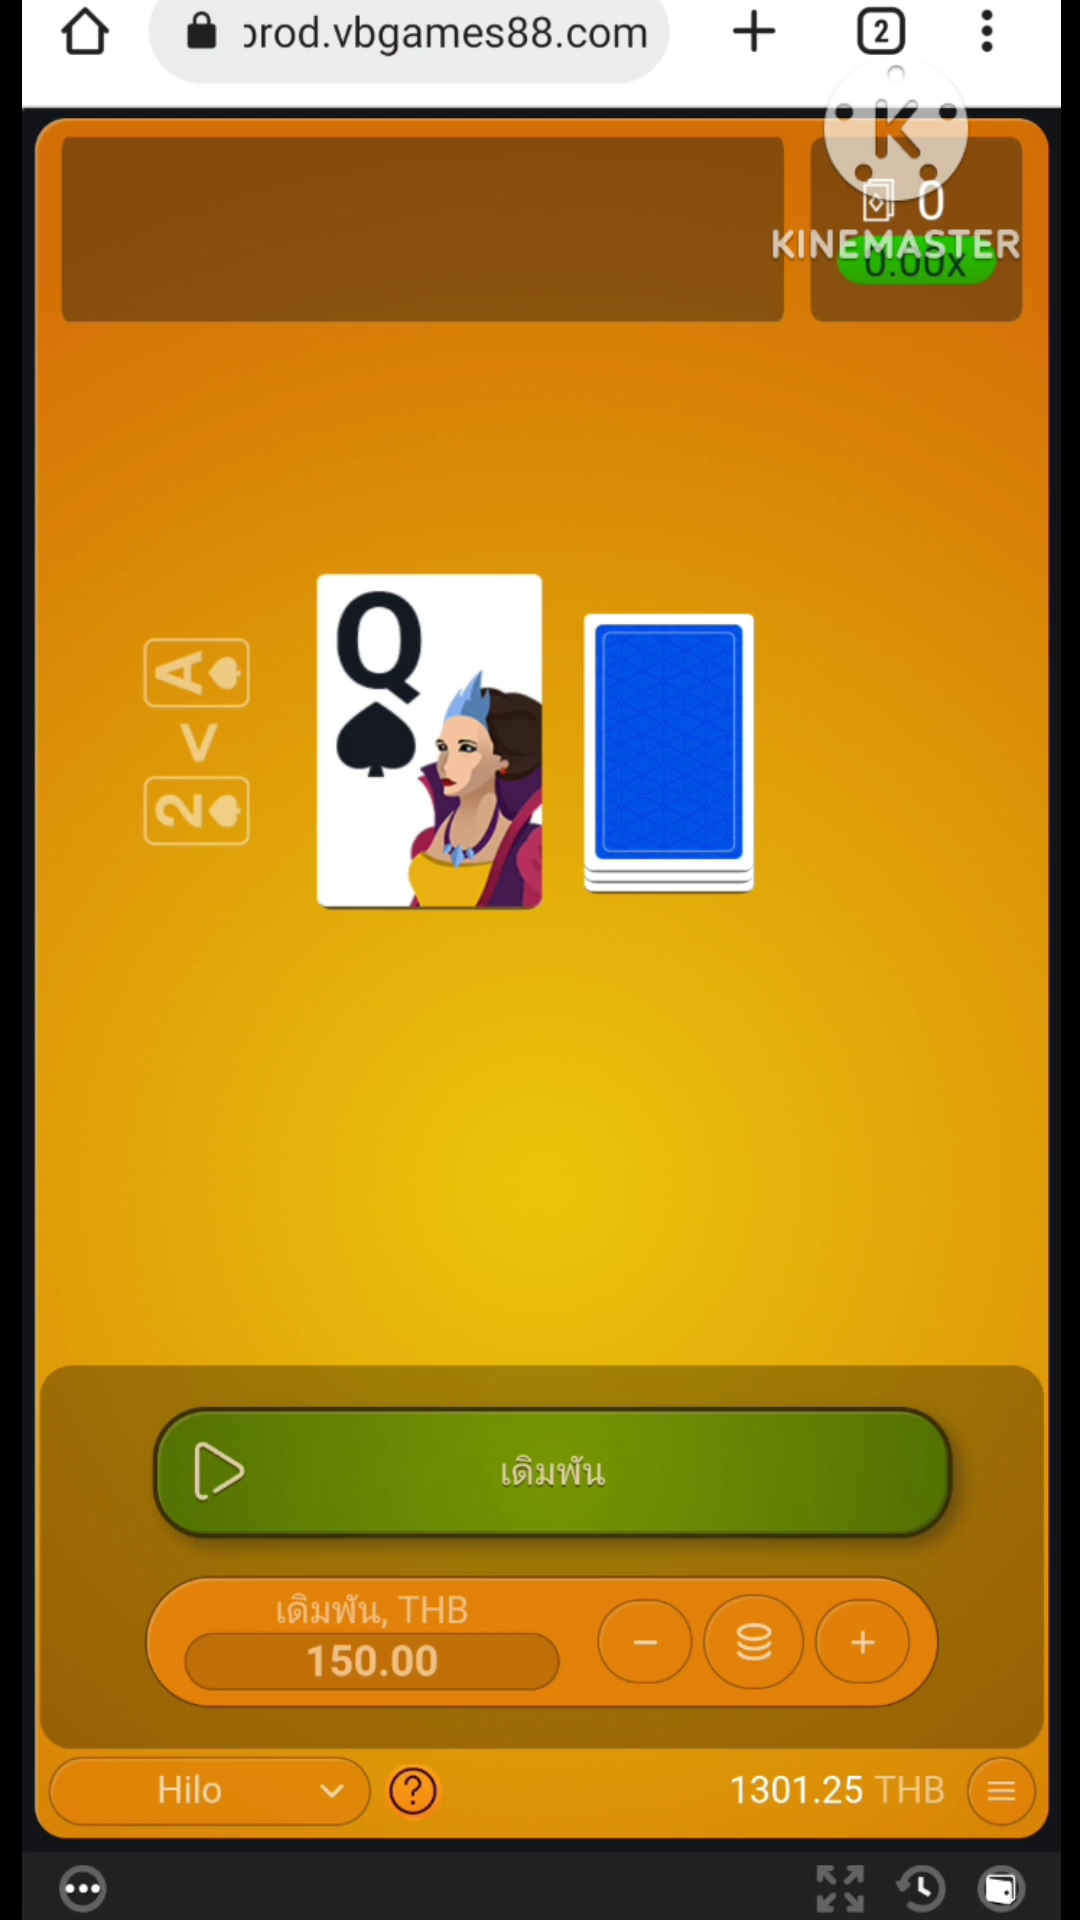 prod.vbgames88.com
2
K
0
KINEMASTER
0.00x
Q
A
<
2
เดิมพัน
เดิมพัน, THB
150.00
Hilo
?
1301.25 THB